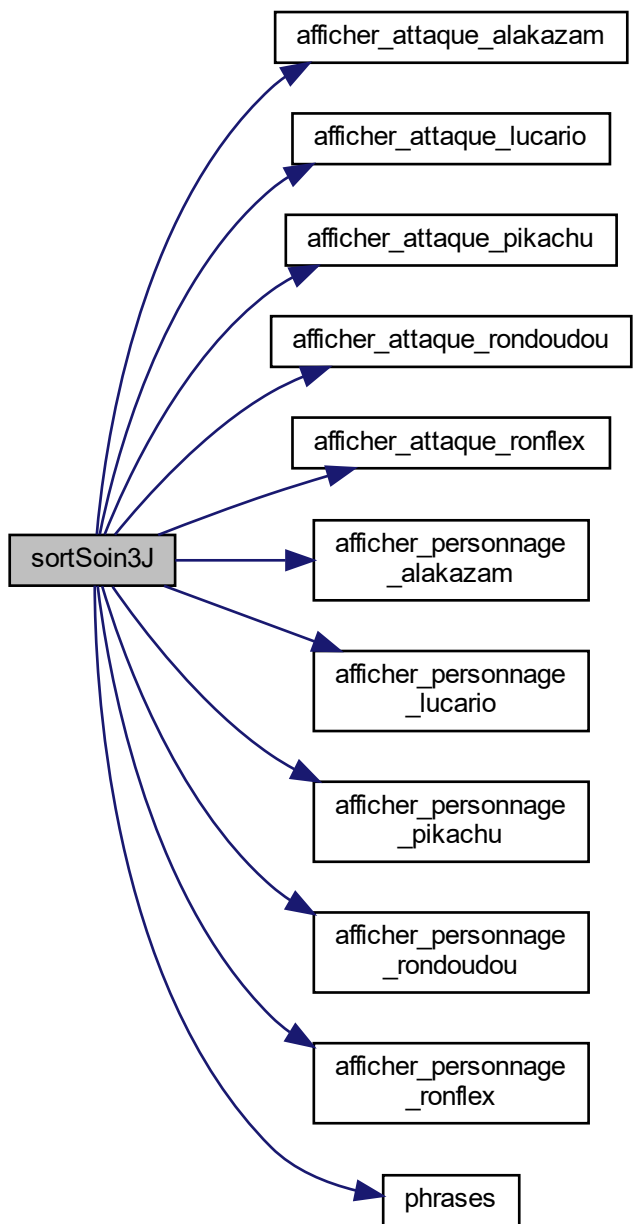 afficher_attaque_alakazam
afficher_attaque_lucario
afficher_attaque_pikachu
afficher_attaque_rondoudou
afficher_attaque_ronflex
sortSoin3J
afficher_personnage
_alakazam
afficher_personnage
_lucario
afficher_personnage
_pikachu
afficher_personnage
_rondoudou
afficher_personnage
_ronflex
phrases